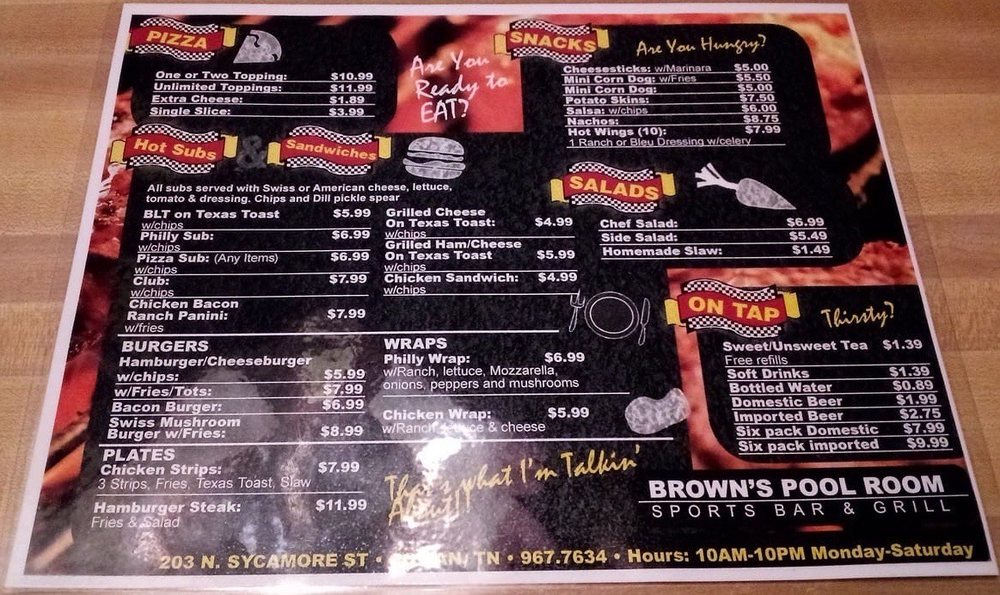 PIZZA
One or Two Topping: $10.99
Unlimited Toppings: $11.99
Extra Cheese: $1.89
Single Slice: $3.99
Are You
Ready to
EAT?
SNACKS
Are You Hungry?
Cheesesticks: w/Marinara $5.00
Mini Corn Dog: w/Fries $5.50
Mini Corn Dog: $5.00
Potato Skins: $7.50
Salsa: w/chips $6.00
Nachos: $8.75
Hot Wings (10): $7.99
1 Ranch or Bleu Dressing w/celery
Hot Subs & Sandwiches
All subs served with Swiss or American cheese, lettuce,
tomato & dressing. Chips and Dill pickle spear
BLT on Texas Toast $5.99
w/chips
Philly Sub: $6.99
w/chips
Pizza Sub: (Any Items) $6.99
w/chips
Club: $7.99
w/chips
Chicken Bacon
Ranch Panini: $7.99
w/fries
Grilled Cheese
On Texas Toast: $4.99
w/chips
Grilled Ham/Cheese
On Texas Toast $5.99
w/chips
Chicken Sandwich: $4.99
w/chips
SALADS
Chef Salad: $6.99
Side Salad: $5.49
Homemade Slaw: $1.49
BURGERS
Hamburger/Cheeseburger
w/chips: $5.99
w/Fries/Tots: $7.99
Bacon Burger: $6.99
Swiss Mushroom
Burger w/Fries: $8.99
WRAPS
Philly Wrap: $6.99
w/Ranch, lettuce, Mozzarella,
onions, peppers and mushrooms
Chicken Wrap: $5.99
w/Ranch, lettuce & cheese
ON TAP
Thirsty?
Sweet/Unsweet Tea $1.39
Free refills
Soft Drinks $1.39
Bottled Water $0.89
Domestic Beer $1.99
Imported Beer $2.75
Six pack Domestic $7.99
Six pack imported $9.99
PLATES
Chicken Strips: $7.99
3 Strips, Fries, Texas Toast, Slaw
Hamburger Steak: $11.99
Fries & Salad
That's what I'm Talkin'
About!!
BROWN'S POOL ROOM
SPORTS BAR & GRILL
203 N. SYCAMORE ST • TN • 967.7634 • Hours: 10AM-10PM Monday-Saturday